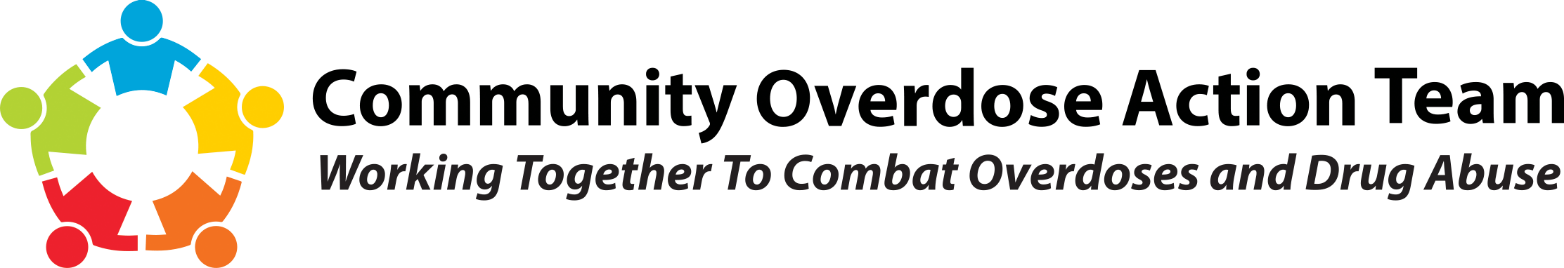 Community Overdose Action Team
Working Together To Combat Overdoses and Drug Abuse